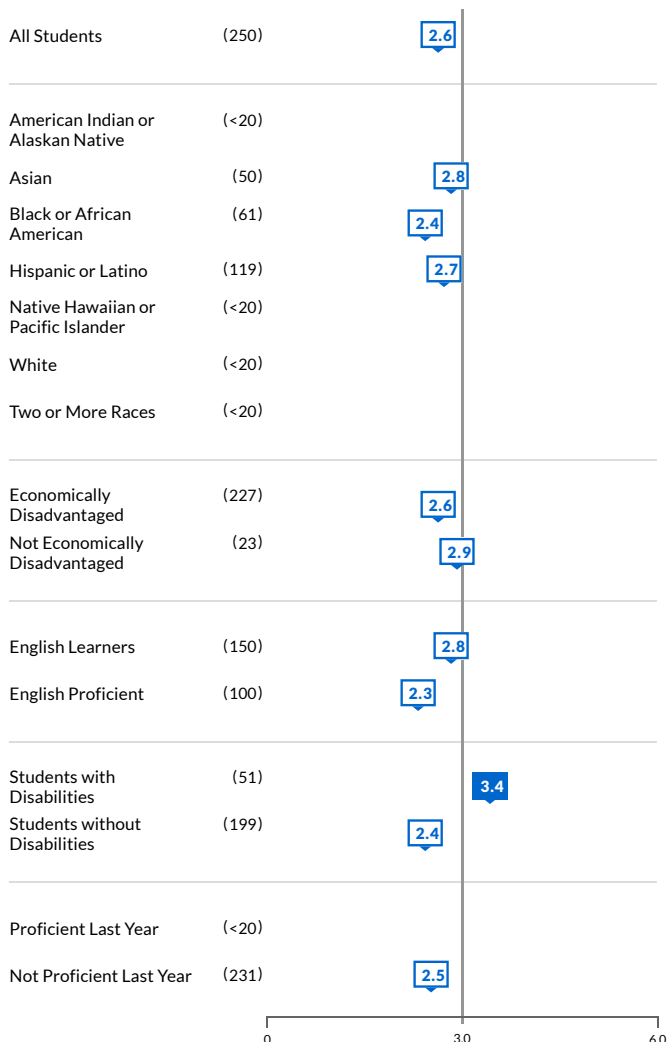 All Students (250) 2.6
American Indian or (<20)
Alaskan Native
Asian (50) 2.8
Black or African (61) 2.4
American
Hispanic or Latino (119) 2.7
Native Hawaiian or (<20)
Pacific Islander
White (<20)
Two or More Races (<20)
Economically (227) 2.6
Disadvantaged
Not Economically (23) 2.9
Disadvantaged
English Learners (150) 2.8
English Proficient (100) 2.3
Students with (51) 3.4
Disabilities
Students without (199) 2.4
Disabilities
Proficient Last Year (<20)
Not Proficient Last Year (231) 2.5
0 3.0 6.0